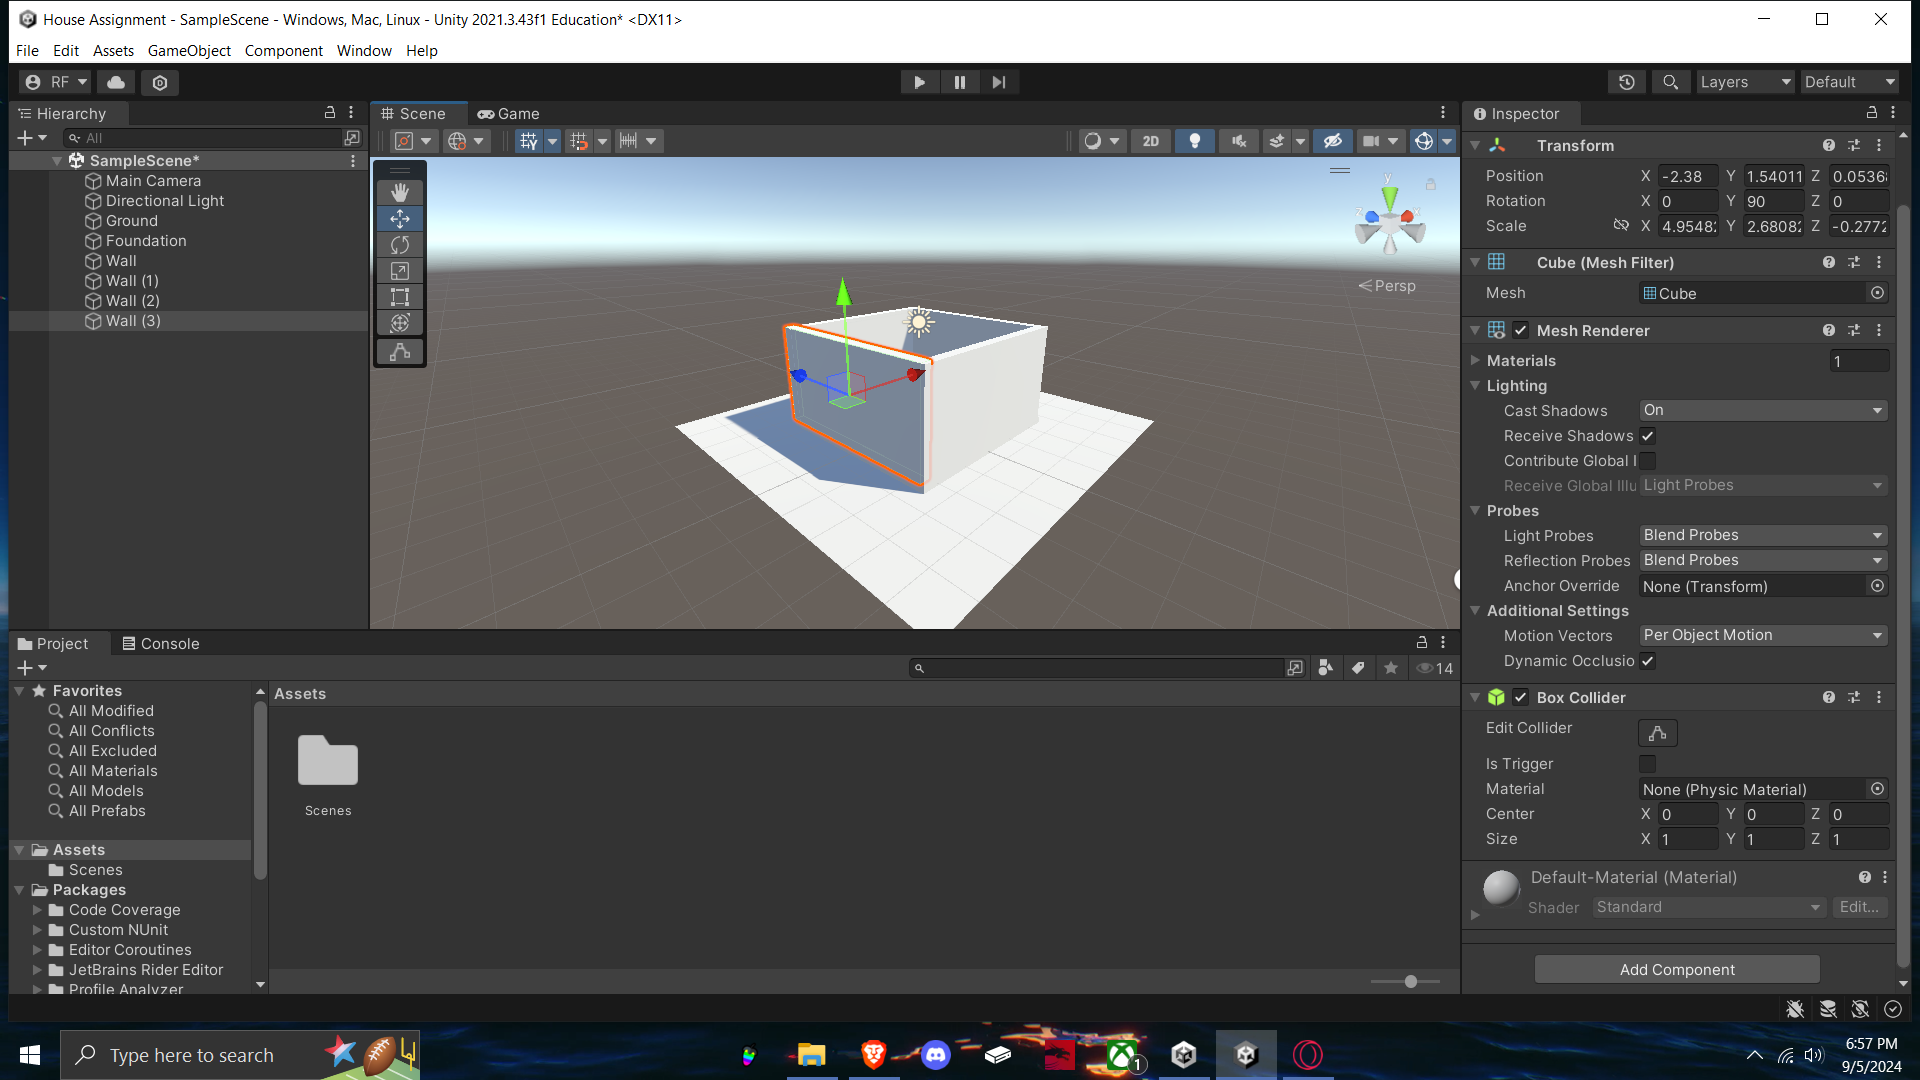 House Assignment - SampleScene - Windows, Mac, Linux - Unity 2021.3.43f1 Education* <DX11>
File Edit Assets GameObject Component Window Help
RF
Layers
Default
Hierarchy
All
SampleScene*
Main Camera
Directional Light
Ground
Foundation
Wall
Wall (1)
Wall (2)
Wall (3)
Scene
Game
2D
y
x
z
Persp
Inspector
Transform
Position X -2.38 Y 1.54011 Z 0.0536
Rotation X 0 Y 90 Z 0
Scale X 4.9548 Y 2.6808 Z -0.2772
Cube (Mesh Filter)
Mesh Cube
Mesh Renderer
Materials 1
Lighting
Cast Shadows On
Receive Shadows
Contribute Global I
Receive Global Illu Light Probes
Probes
Light Probes Blend Probes
Reflection Probes Blend Probes
Anchor Override None (Transform)
Additional Settings
Motion Vectors Per Object Motion
Dynamic Occlusio
Box Collider
Edit Collider
Is Trigger
Material None (Physic Material)
Center X 0 Y 0 Z 0
Size X 1 Y 1 Z 1
Default-Material (Material)
Shader Standard Edit...
Add Component
Project
Console
14
Favorites
All Modified
All Conflicts
All Excluded
All Materials
All Models
All Prefabs
Assets
Scenes
Packages
Code Coverage
Custom NUnit
Editor Coroutines
JetBrains Rider Editor
Profile Analyzer
Assets
Scenes
Type here to search
1
6:57 PM
9/5/2024